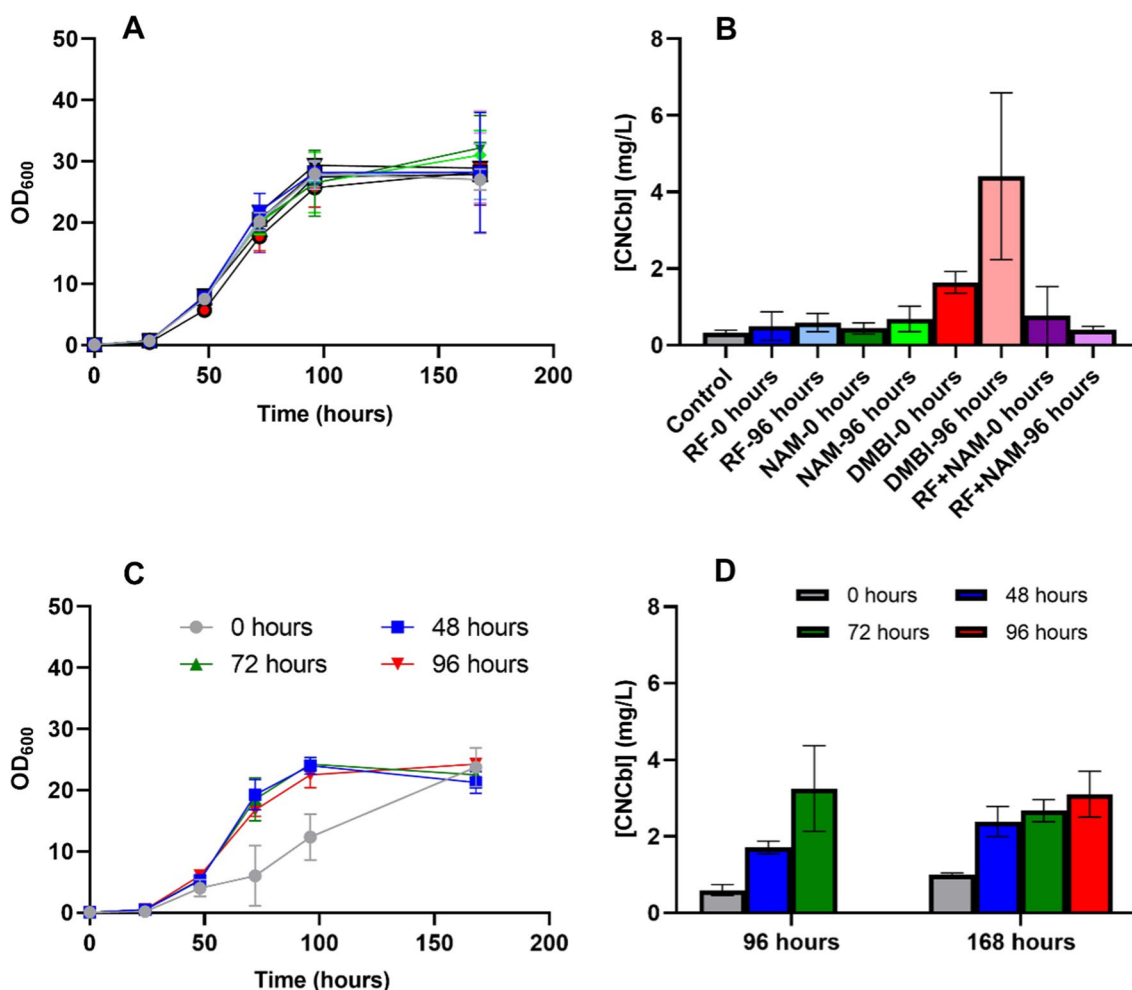 A
50
40
30
20
10
0
OD600
0
50
100
150
200
Time (hours)
B
8
6
4
2
0
[CNCbl] (mg/L)
Control
RF-0 hours
RF-96 hours
NAM-0 hours
NAM-96 hours
DMBI-0 hours
DMBI-96 hours
RF+NAM-0 hours
RF+NAM-96 hours
C
0 hours
48 hours
72 hours
96 hours
50
40
30
20
10
0
OD600
0
50
100
150
200
Time (hours)
D
0 hours
48 hours
72 hours
96 hours
8
6
4
2
0
[CNCbl] (mg/L)
96 hours
168 hours